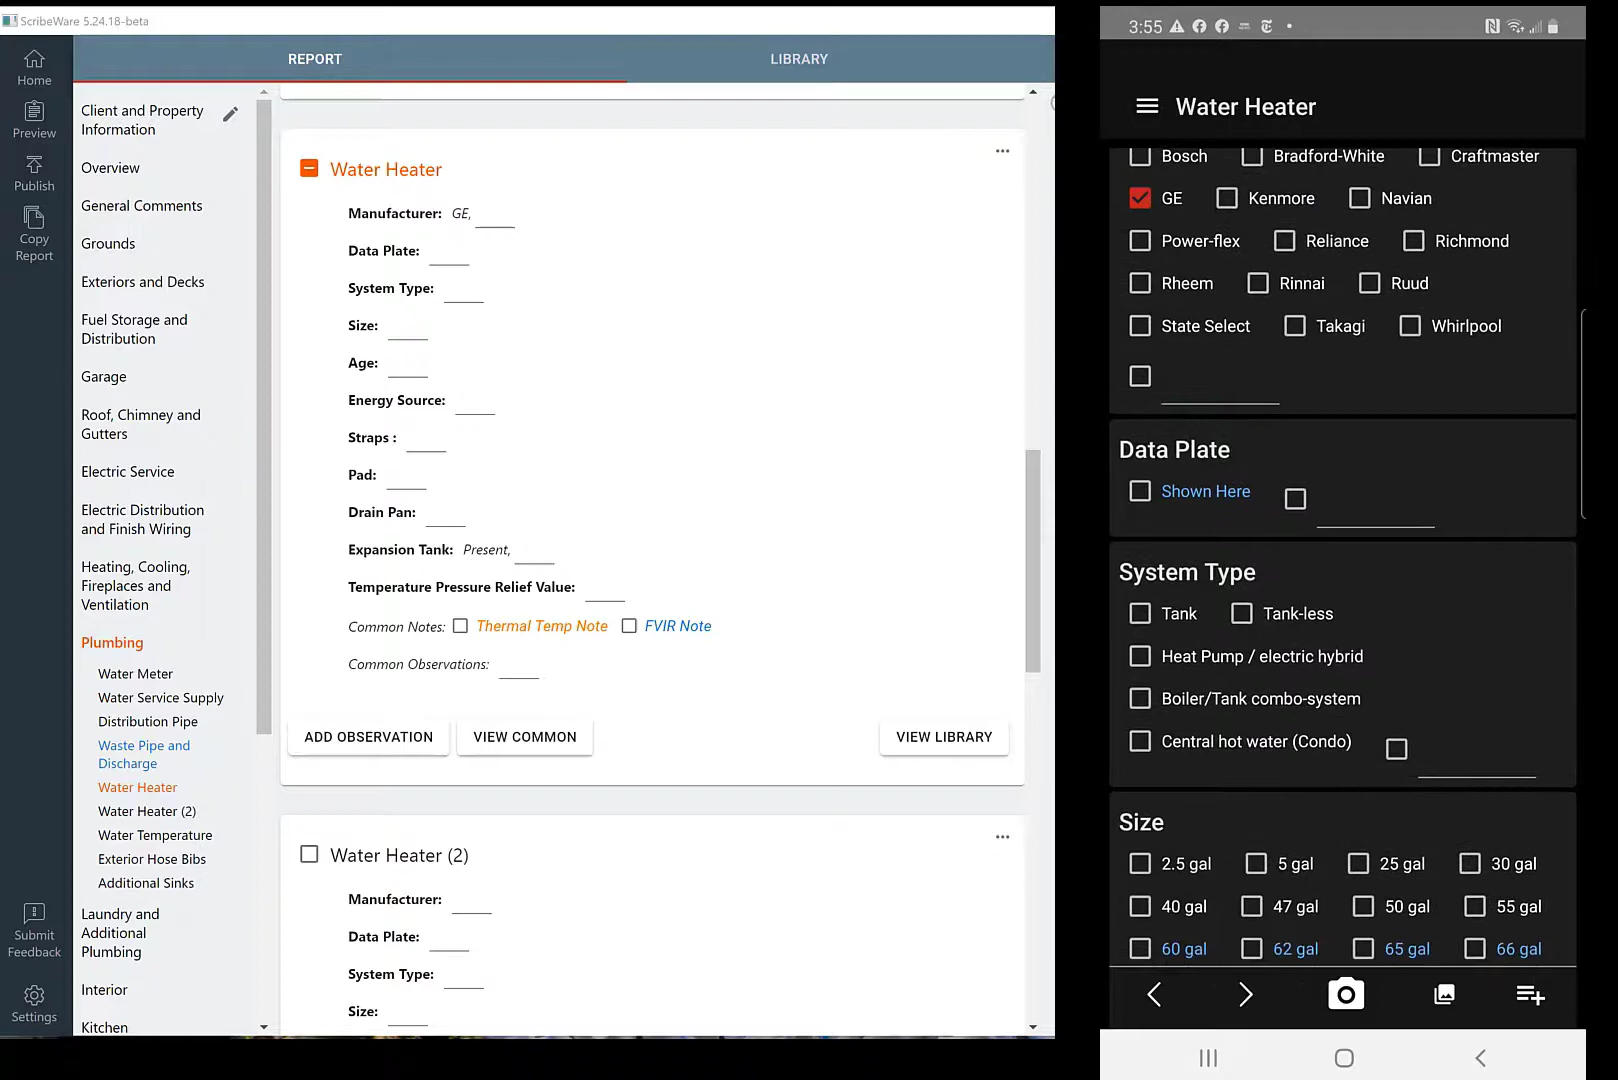 ScribeWare 5.24.18-beta
Home
Preview
Publish
Copy
Report
Submit
Feedback
Settings
REPORT
LIBRARY
Client and Property
Information
Overview
General Comments
Grounds
Exteriors and Decks
Fuel Storage and
Distribution
Garage
Roof, Chimney and
Gutters
Electric Service
Electric Distribution
and Finish Wiring
Heating, Cooling,
Fireplaces and
Ventilation
Plumbing
Water Meter
Water Service Supply
Distribution Pipe
Waste Pipe and
Discharge
Water Heater
Water Heater (2)
Water Temperature
Exterior Hose Bibs
Additional Sinks
Laundry and
Additional
Plumbing
Interior
Kitchen
Water Heater
Manufacturer: GE,
Data Plate:
System Type:
Size:
Age:
Energy Source:
Straps :
Pad:
Drain Pan:
Expansion Tank: Present,
Temperature Pressure Relief Value:
Common Notes: Thermal Temp Note FVIR Note
Common Observations:
ADD OBSERVATION VIEW COMMON VIEW LIBRARY
Water Heater (2)
Manufacturer:
Data Plate:
System Type:
Size:
3:55
Water Heater
Bosch Bradford-White Craftmaster
GE Kenmore Navian
Power-flex Reliance Richmond
Rheem Rinnai Ruud
State Select Takagi Whirlpool
Data Plate
Shown Here
System Type
Tank Tank-less
Heat Pump / electric hybrid
Boiler/Tank combo-system
Central hot water (Condo)
Size
2.5 gal 5 gal 25 gal 30 gal
40 gal 47 gal 50 gal 55 gal
60 gal 62 gal 65 gal 66 gal